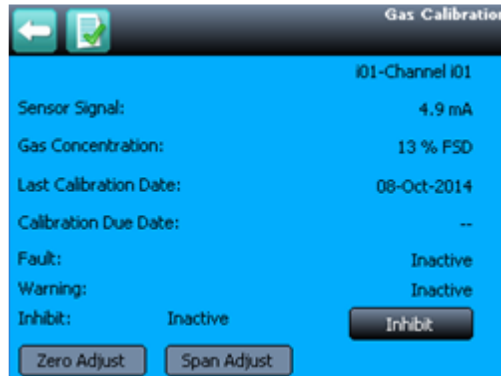 Gas Calibration
i01-Channel i01
Sensor Signal: 4.9 mA
Gas Concentration: 13 % FSD
Last Calibration Date: 08-Oct-2014
Calibration Due Date: --
Fault: Inactive
Warning: Inactive
Inhibit: Inactive Inhibit
Zero Adjust Span Adjust